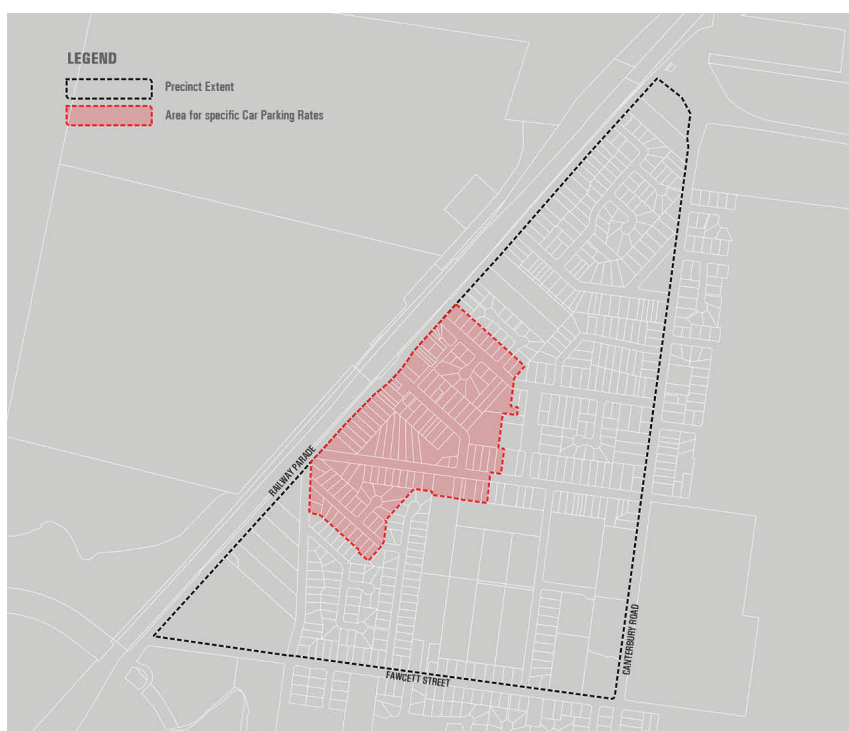 LEGEND
Precinct Extent
Area for specific Car Parking Rates
RAILWAY PARADE
CANTERBURY ROAD
FAWCETT STREET